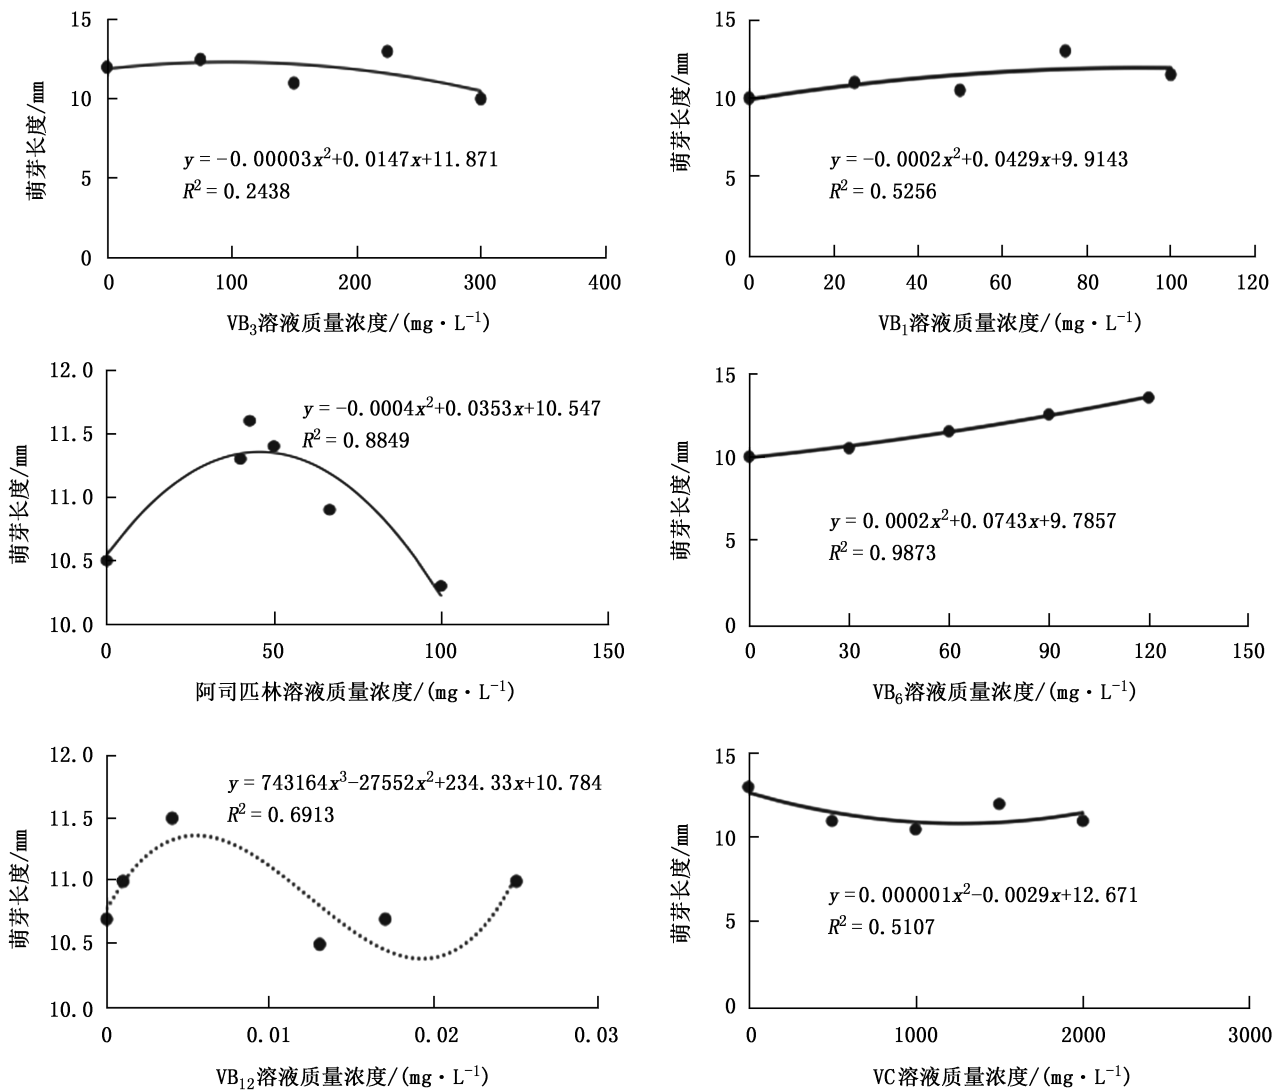 15
10
5
0
萌芽长度/mm
y = -0.00003x²+0.0147x+11.871
R² = 0.2438
0 100 200 300 400
VB₃溶液质量浓度/(mg·L⁻¹)
15
10
5
0
萌芽长度/mm
y = -0.0002x²+0.0429x+9.9143
R² = 0.5256
0 20 40 60 80 100 120
VB₁溶液质量浓度/(mg·L⁻¹)
12.0
11.5
11.0
10.5
10.0
萌芽长度/mm
y = -0.0004x²+0.0353x+10.547
R² = 0.8849
0 50 100 150
阿司匹林溶液质量浓度/(mg·L⁻¹)
15
10
5
0
萌芽长度/mm
y = 0.0002x²+0.0743x+9.7857
R² = 0.9873
0 30 60 90 120 150
VB₆溶液质量浓度/(mg·L⁻¹)
12.0
11.5
11.0
10.5
10.0
萌芽长度/mm
y = 743164x³-27552x²+234.33x+10.784
R² = 0.6913
0 0.01 0.02 0.03
VB₁₂溶液质量浓度/(mg·L⁻¹)
15
10
5
0
萌芽长度/mm
y=0.000001x²-0.0029x+12.671
R² = 0.5107
0 1000 2000 3000
VC溶液质量浓度/(mg·L⁻¹)